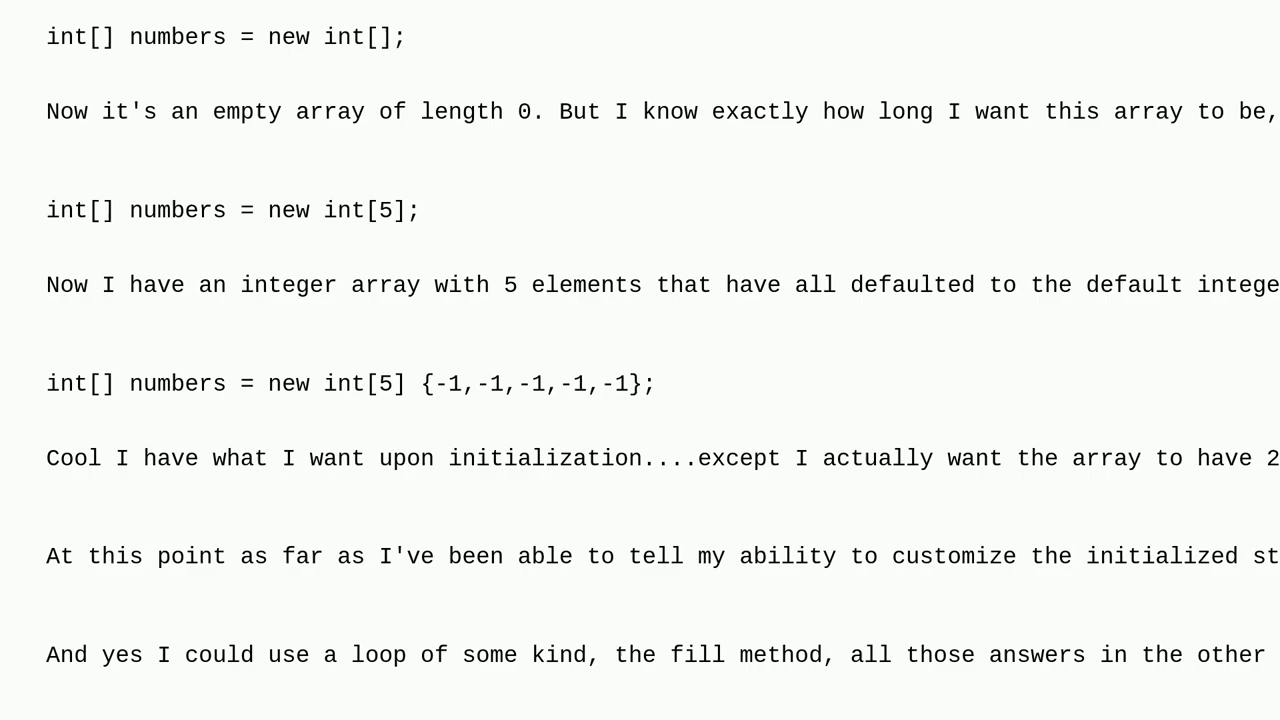 int[] numbers = new int[];
Now it's an empty array of length 0. But I know exactly how long I want this array to be,
int[] numbers = new int[5];
Now I have an integer array with 5 elements that have all defaulted to the default intege
int[] numbers = new int[5] {-1,-1,-1,-1,-1};
Cool I have what I want upon initialization....except I actually want the array to have 2
At this point as far as I've been able to tell my ability to customize the initialized st
And yes I could use a loop of some kind, the fill method, all those answers in the other